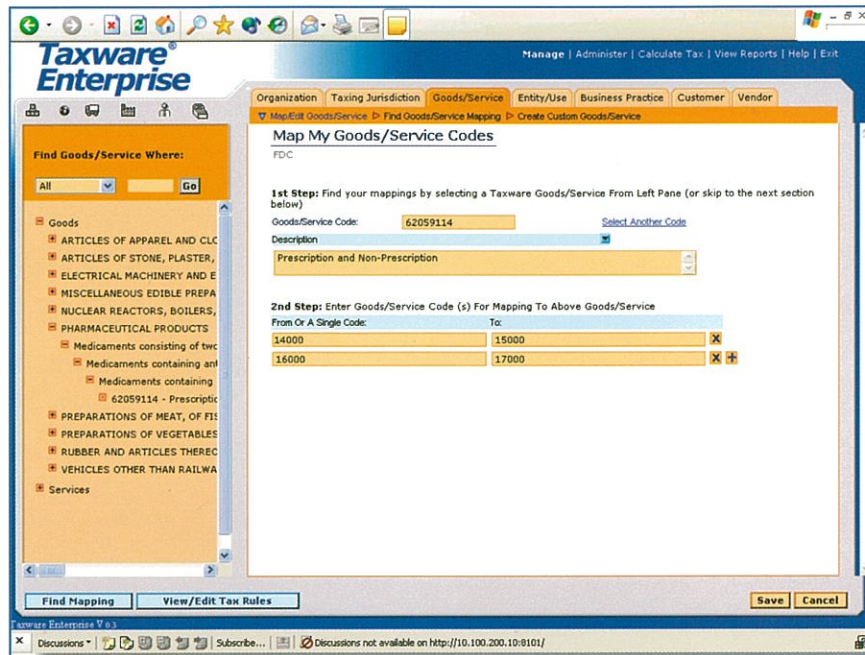 Taxware®
Enterprise
Manage | Administer | Calculate Tax | View Reports | Help | Exit
Organization Taxing Jurisdiction Goods/Service Entity/Use Business Practice Customer Vendor
Map/Edit Goods/Service Find Goods/Service Mapping Create Custom Goods/Service
Find Goods/Service Where:
All Go
Goods
ARTICLES OF APPAREL AND CLO
ARTICLES OF STONE, PLASTER,
ELECTRICAL MACHINERY AND E
MISCELLANEOUS EDIBLE PREPA
NUCLEAR REACTORS, BOILERS,
PHARMACEUTICAL PRODUCTS
Medicaments consisting of two
Medicaments containing ant
Medicaments containing
62059114 - Prescriptic
PREPARATIONS OF MEAT, OF FIS
PREPARATIONS OF VEGETABLES
RUBBER AND ARTICLES THEREO
VEHICLES OTHER THAN RAILWA
Services
Map My Goods/Service Codes
FDC
1st Step: Find your mappings by selecting a Taxware Goods/Service From Left Pane (or skip to the next section
below)
Goods/Service Code: 62059114 Select Another Code
Description
Prescription and Non-Prescription
2nd Step: Enter Goods/Service Code (s) For Mapping To Above Goods/Service
From Or A Single Code: To:
14000 15000
16000 17000
Find Mapping View/Edit Tax Rules
Save Cancel
Taxware Enterprise V 0.3
Discussions Subscribe... Discussions not available on http://10.100.200.10:8101/